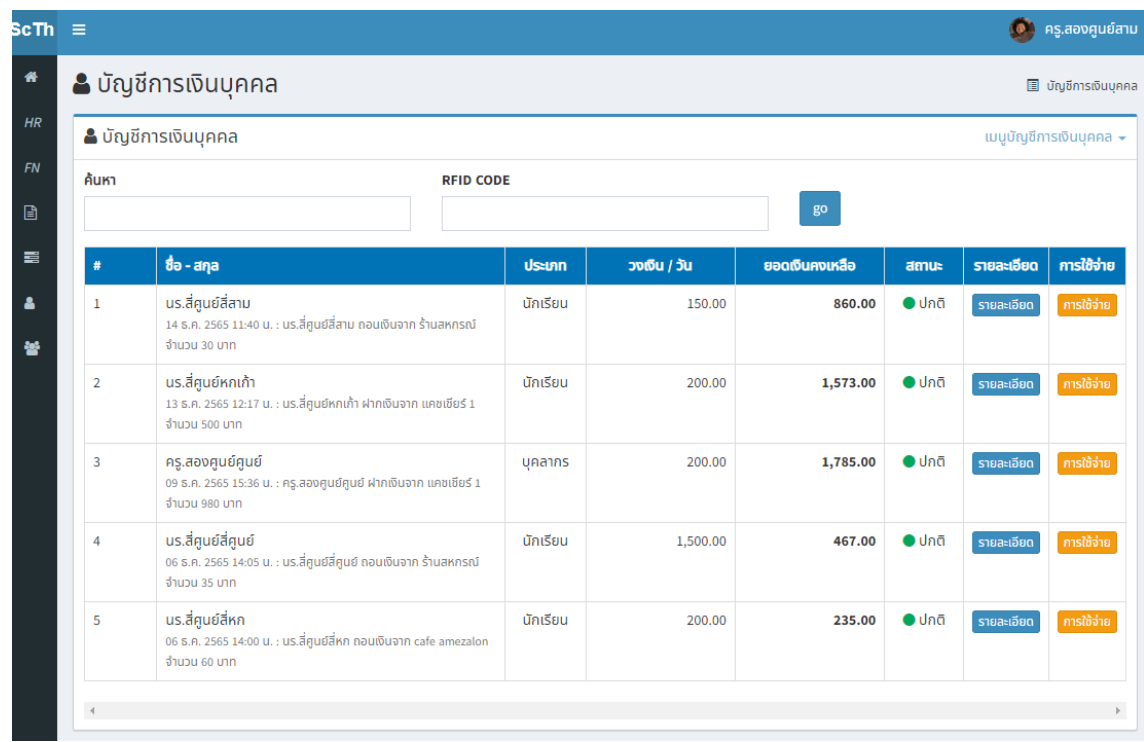 ScTh
ครู.สองศูนย์สาม
บัญชีการเงินบุคคล
บัญชีการเงินบุคคล
HR
FN
บัญชีการเงินบุคคล
เมนูบัญชีการเงินบุคคล
ค้นหา
RFID CODE
go
# ชื่อ - สกุล ประเภท วงเงิน / วัน ยอดเงินคงเหลือ สถานะ รายละเอียด การใช้จ่าย
1 นร.สี่ศูนย์สี่สาม นักเรียน 150.00 860.00 ปกติ รายละเอียด การใช้จ่าย
14 ธ.ค. 2565 11:40 น. : นร.สี่ศูนย์สี่สาม ถอนเงินจาก ร้านสหกรณ์
จำนวน 30 บาท
2 นร.สี่ศูนย์หกเก้า นักเรียน 200.00 1,573.00 ปกติ รายละเอียด การใช้จ่าย
13 ธ.ค. 2565 12:17 น. : นร.สี่ศูนย์หกเก้า ฝากเงินจาก แคชเชียร์ 1
จำนวน 500 บาท
3 ครู.สองศูนย์ศูนย์ บุคลากร 200.00 1,785.00 ปกติ รายละเอียด การใช้จ่าย
09 ธ.ค. 2565 15:36 น. : ครู.สองศูนย์ศูนย์ ฝากเงินจาก แคชเชียร์ 1
จำนวน 980 บาท
4 นร.สี่ศูนย์สี่ศูนย์ นักเรียน 1,500.00 467.00 ปกติ รายละเอียด การใช้จ่าย
06 ธ.ค. 2565 14:05 น. : นร.สี่ศูนย์สี่ศูนย์ ถอนเงินจาก ร้านสหกรณ์
จำนวน 35 บาท
5 นร.สี่ศูนย์สี่หก นักเรียน 200.00 235.00 ปกติ รายละเอียด การใช้จ่าย
06 ธ.ค. 2565 14:00 น. : นร.สี่ศูนย์สี่หก ถอนเงินจาก cafe amezalon
จำนวน 60 บาท